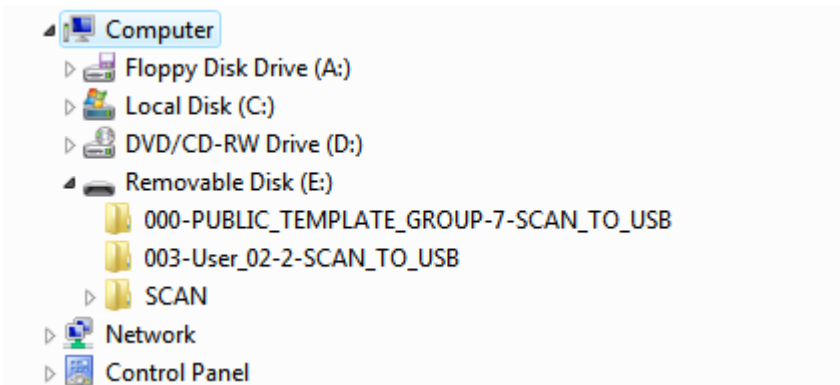 Computer
Floppy Disk Drive (A:)
Local Disk (C:)
DVD/CD-RW Drive (D:)
Removable Disk (E:)
000-PUBLIC_TEMPLATE_GROUP-7-SCAN_TO_USB
003-User_02-2-SCAN_TO_USB
SCAN
Network
Control Panel